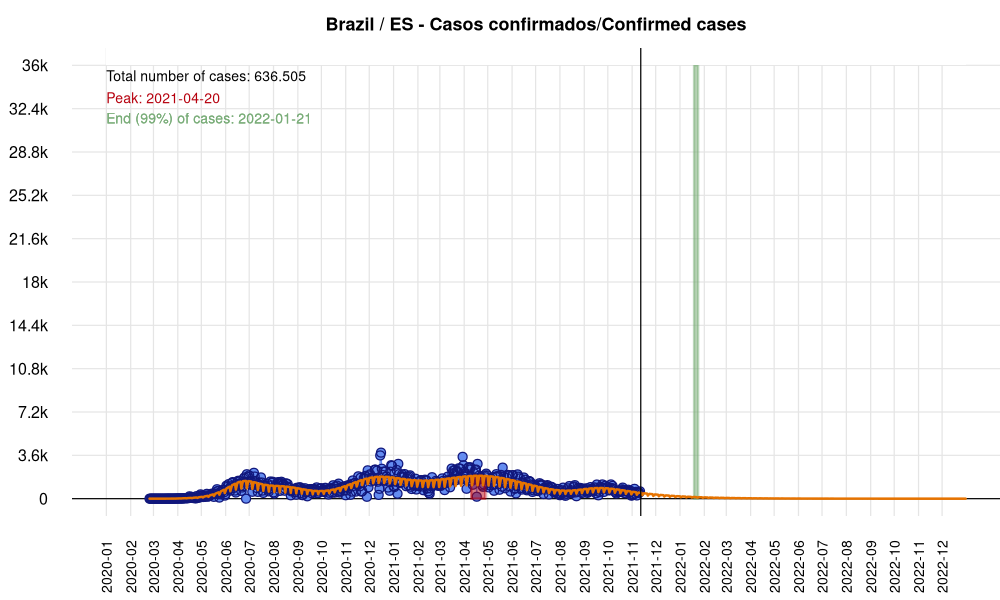 Brazil / ES - Casos confirmados/Confirmed cases
Total number of cases: 636.505
Peak: 2021-04-20
End (99%) of cases: 2022-01-21
36k
32.4k
28.8k
25.2k
21.6k
18k
14.4k
10.8k
7.2k
3.6k
0
2020-01
2020-02
2020-03
2020-04
2020-05
2020-06
2020-07
2020-08
2020-09
2020-10
2020-11
2020-12
2021-01
2021-02
2021-03
2021-04
2021-05
2021-06
2021-07
2021-08
2021-09
2021-10
2021-11
2021-12
2022-01
2022-02
2022-03
2022-04
2022-05
2022-06
2022-07
2022-08
2022-09
2022-10
2022-11
2022-12